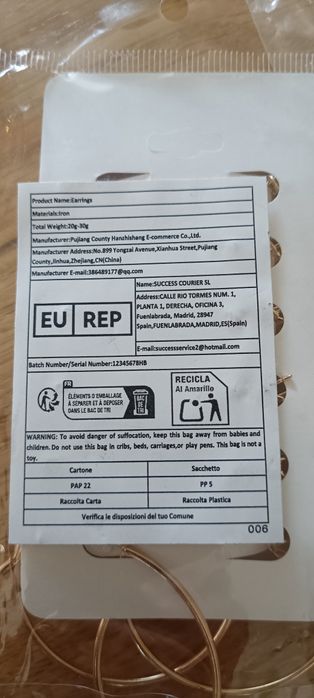 Product Name:Earrings
Materials:Iron
Total Weight:20g-30g
Manufacturer:Pujiang County Hanzhishang E-commerce Co.,Ltd.
Manufacturer Address:No.899 Yongzai Avenue,Xianhua Street,Pujiang
County,Jinhua,Zhejiang,CN(China)
Manufacturer E-mail:386489177@qq.com
EU REP
Name:SUCCESS COURIER SL
Address:CALLE RIO TORMES NUM. 1,
PLANTA 1, DERECHA, OFICINA 3,
Fuenlabrada, Madrid, 28947
Spain,FUENLABRADA,MADRID,ES(Spain)
E-mail:successservice2@hotmail.com
Batch Number/Serial Number:12345678HB
FR
ÉLÉMENTS D'EMBALLAGE
À SÉPARER ET À DÉPOSER
DANS LE BAC DE TRI
BAC
DE
TRI
RECICLA
Al Amarillo
WARNING: To avoid danger of suffocation, keep this bag away from babies and
children. Do not use this bag in cribs, beds, carriages,or play pens. This bag is not a
toy.
Cartone Sacchetto
PAP 22 PP 5
Raccolta Carta Raccolta Plastica
Verifica le disposizioni del tuo Comune
006